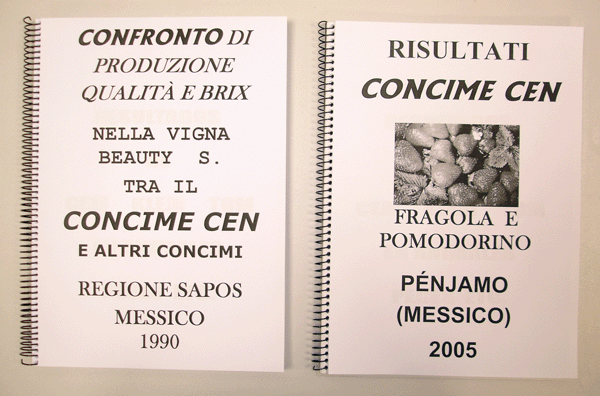 CONFRONTO DI
PRODUZIONE
QUALITÀ E BRIX
NELLA VIGNA
BEAUTY S.
TRA IL
CONCIME CEN
E ALTRI CONCIMI
REGIONE SAPOS
MESSICO
1990
RISULTATI
CONCIME CEN
FRAGOLA E
POMODORINO
PÉNJAMO
(MESSICO)
2005